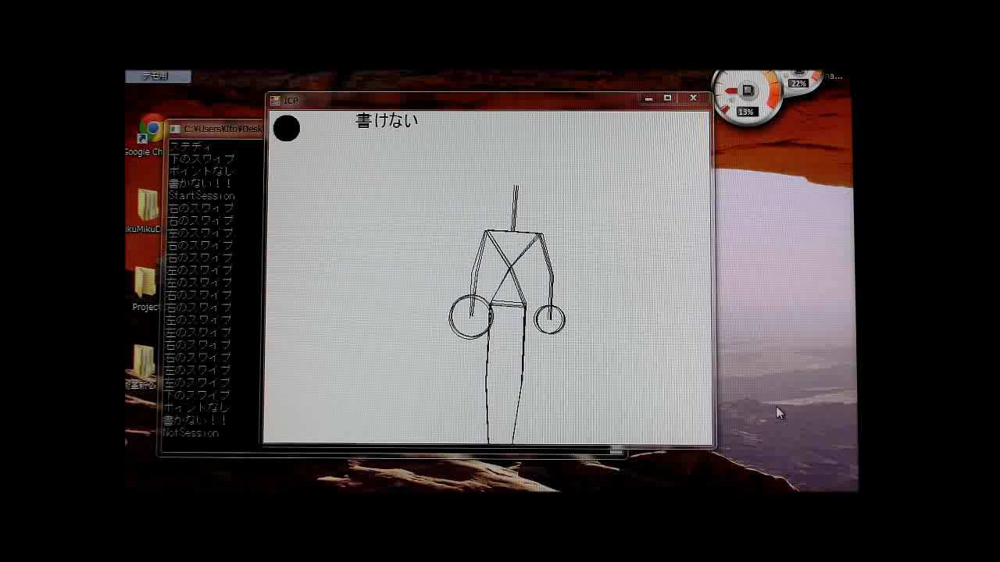 デモ用
na...
22%
13%
ICP
書けない
C:¥Users¥Ito¥Desk
Google Ch
ikuMikuD
Project
ステディ
下のスワイプ
ポイントなし
書かない！！
StartSession
右のスワイプ
右のスワイプ
左のスワイプ
右のスワイプ
右のスワイプ
左のスワイプ
左のスワイプ
右のスワイプ
右のスワイプ
左のスワイプ
左のスワイプ
右のスワイプ
右のスワイプ
左のスワイプ
左のスワイプ
下のスワイプ
ポイントなし
書かない！！
NotSession